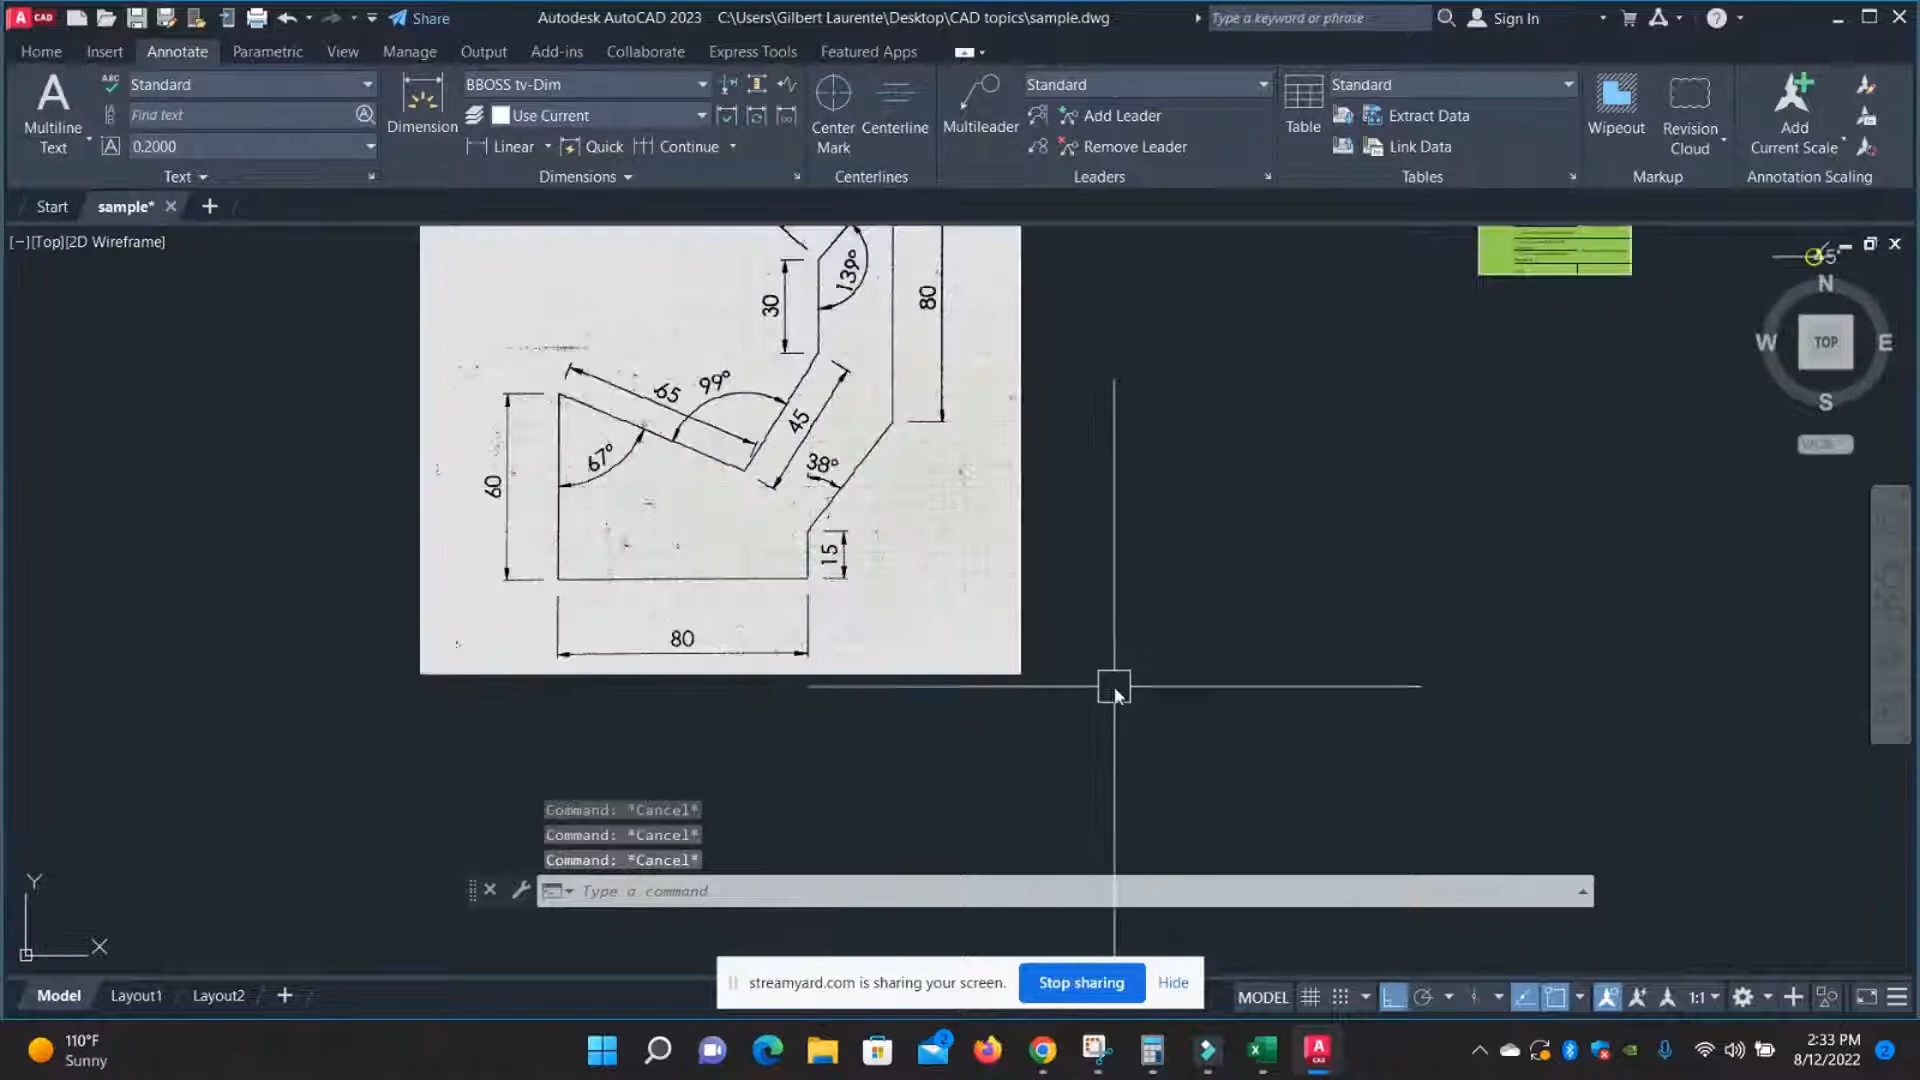 CAD
Share
Autodesk AutoCAD 2023 C:\Users\Gilbert Laurente\Desktop\CAD topics\sample.dwg
Type a keyword or phrase
Sign In
Home Insert Annotate Parametric View Manage Output Add-ins Collaborate Express Tools Featured Apps
A Multiline Text
ABC Standard
Find text
0.2000
Text
Dimension
BBOSS tv-Dim
Use Current
Linear Quick Continue
Dimensions
Center Mark
Centerline
Centerlines
Multileader
Standard
Add Leader
Remove Leader
Leaders
Table
Standard
Extract Data
Link Data
Tables
Wipeout
Revision Cloud
Markup
Add Current Scale
Annotation Scaling
Start sample* +
[−][Top][2D Wireframe]
139°
30
80
65
99°
45
67°
38°
60
15
80
45°
N
W TOP E
S
Command: *Cancel*
Command: *Cancel*
Command: *Cancel*
Type a command
Y
X
streamyard.com is sharing your screen. Stop sharing Hide
Model Layout1 Layout2 +
MODEL 1:1
110°F
Sunny
2
2:33 PM
8/12/2022
2